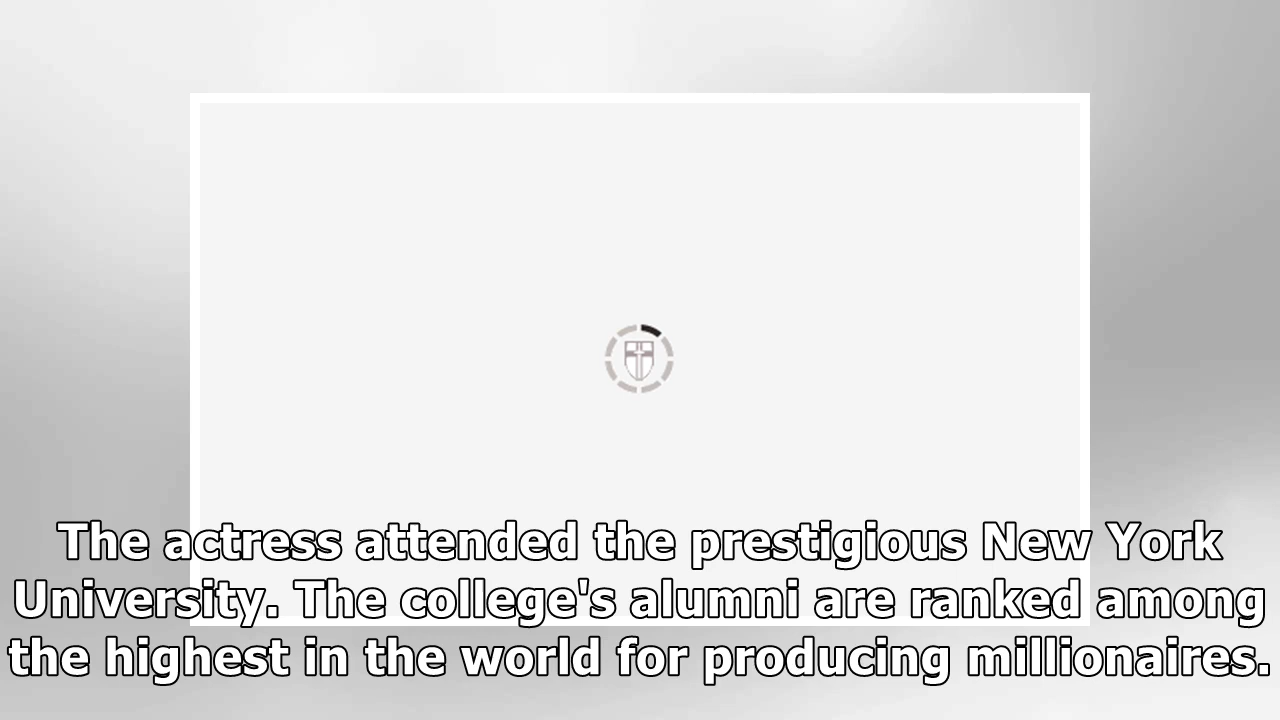 The actress attended the prestigious New York
University. The college's alumni are ranked among
the highest in the world for producing millionaires.